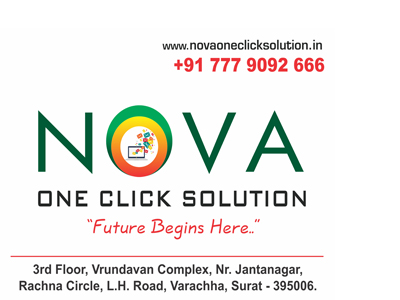 www.novaoneclicksolution.in
+91 777 9092 666
NOVA
ONE CLICK SOLUTION
“Future Begins Here..”
3rd Floor, Vrundavan Complex, Nr. Jantanagar,
Rachna Circle, L.H. Road, Varachha, Surat - 395006.